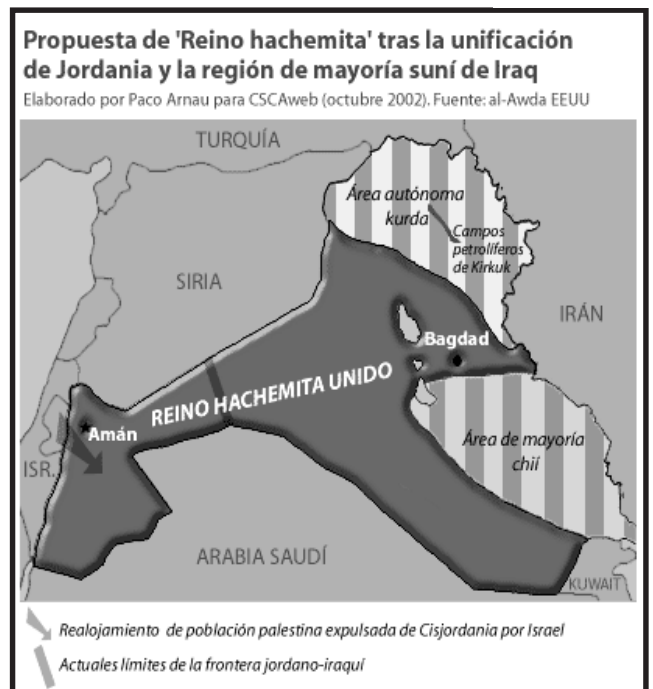 Propuesta de 'Reino hachemita' tras la unificación
de Jordania y la región de mayoría suní de Iraq
Elaborado por Paco Arnau para CSCAweb (octubre 2002). Fuente: al-Awda EEUU
TURQUÍA
Área autónoma
kurda
Campos
petrolíferos
de Kirkuk
SIRIA
IRÁN
Bagdad
REINO HACHEMITA UNIDO
Amán
Área de mayoría
chií
ISR.
ARABIA SAUDÍ
KUWAIT
Realojamiento de población palestina expulsada de Cisjordania por Israel
Actuales límites de la frontera jordano-iraquí